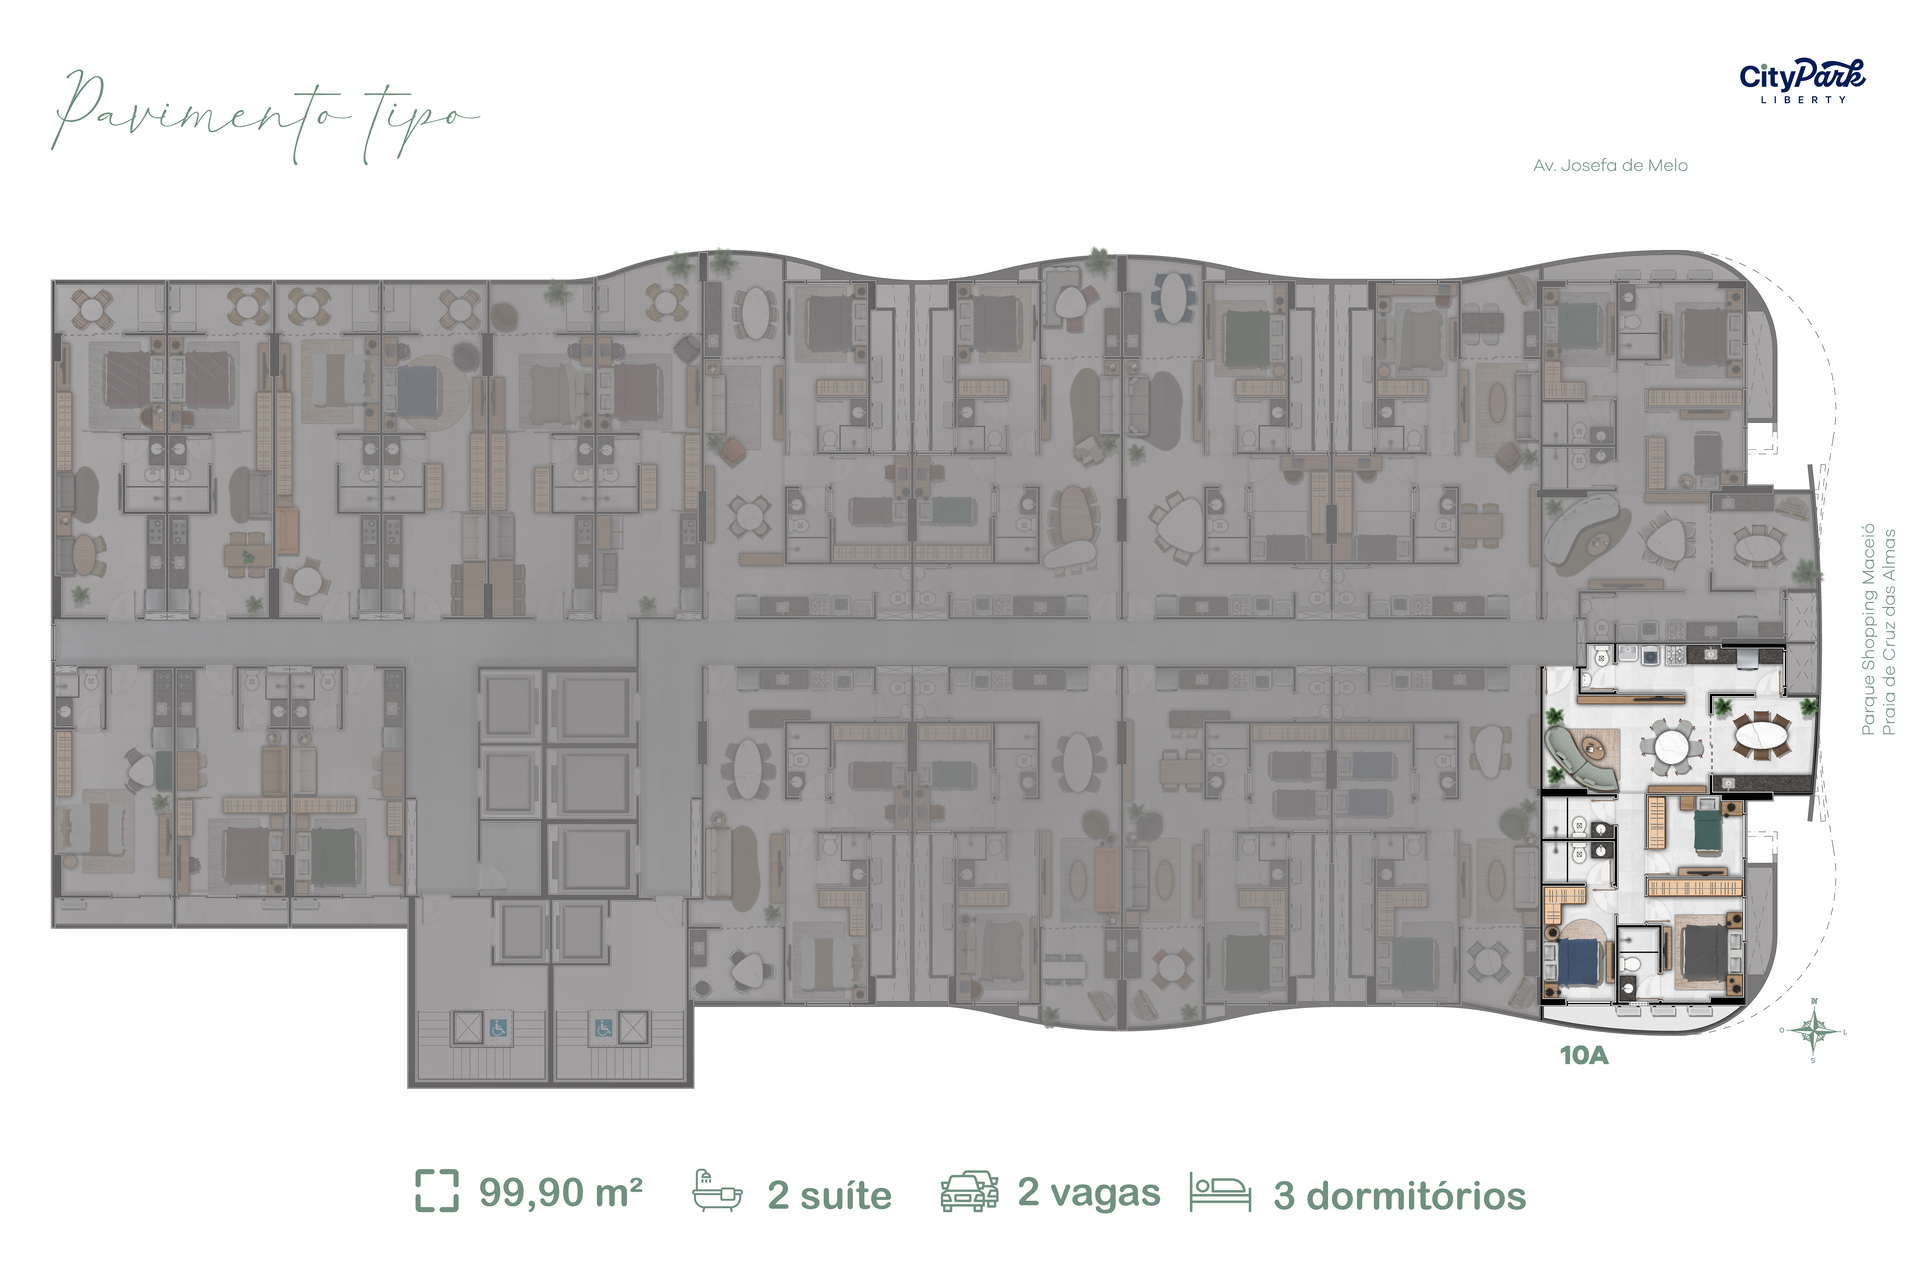 Pavimento tipo
CityPark
LIBERTY
Av. Josefa de Melo
Parque Shopping Maceió
Praia de Cruz das Almas
N
O
L
S
10A
99,90 m²
2 suíte
2 vagas
3 dormitórios